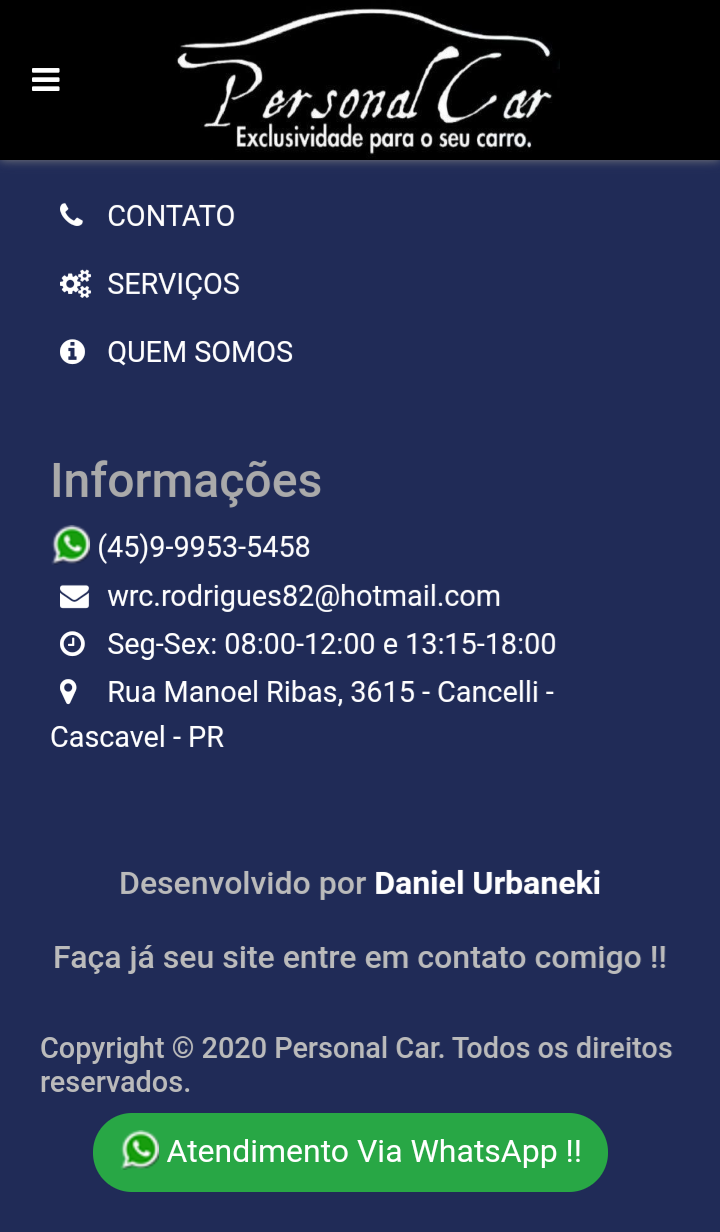 Personal Car
Exclusividade para o seu carro.
CONTATO
SERVIÇOS
QUEM SOMOS
Informações
(45)9-9953-5458
wrc.rodrigues82@hotmail.com
Seg-Sex: 08:00-12:00 e 13:15-18:00
Rua Manoel Ribas, 3615 - Cancelli -
Cascavel - PR
Desenvolvido por Daniel Urbaneki
Faça já seu site entre em contato comigo !!
Copyright © 2020 Personal Car. Todos os direitos
reservados.
Atendimento Via WhatsApp !!